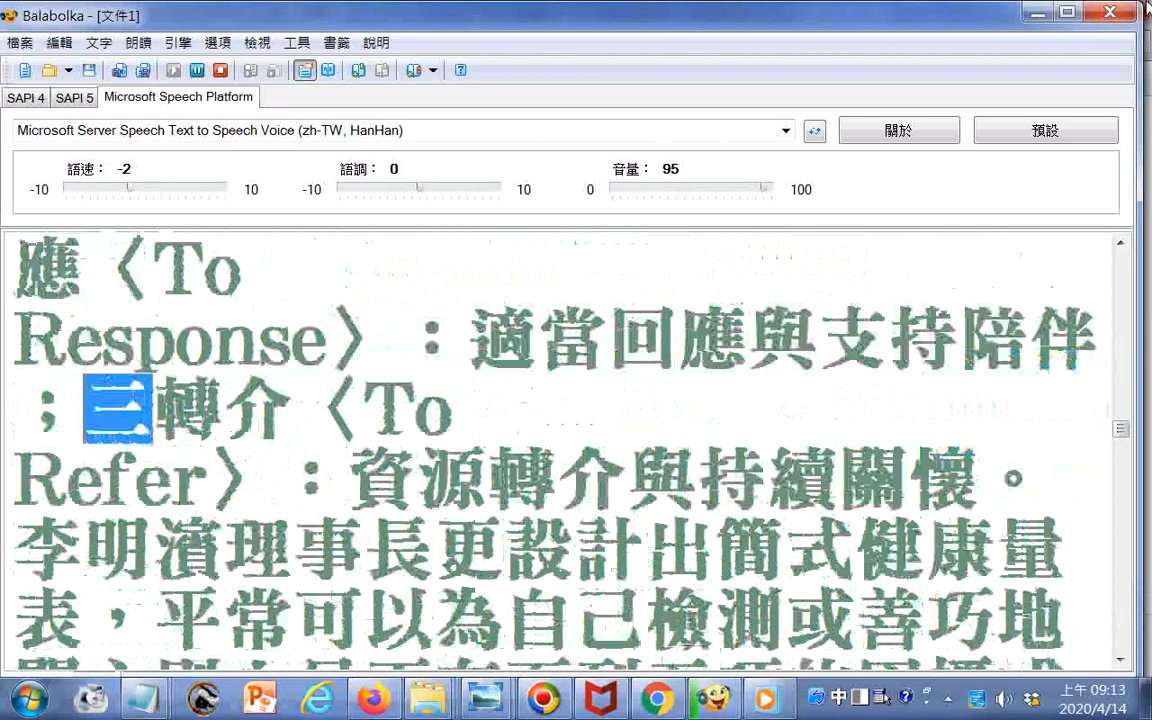 Balabolka - [文件1]
檔案 編輯 文字 朗讀 引擎 選項 檢視 工具 書籤 說明
SAPI 4 SAPI 5 Microsoft Speech Platform
Microsoft Server Speech Text to Speech Voice (zh-TW, HanHan) 關於 預設
語速： -2 語調： 0 音量： 95
-10 10 -10 10 0 100
應〈To
Response〉：適當回應與支持陪伴
；三轉介〈To
Refer〉：資源轉介與持續關懷。
李明濱理事長更設計出簡式健康量
表，平常可以為自己檢測或善巧地
中
上午 09:13
2020/4/14